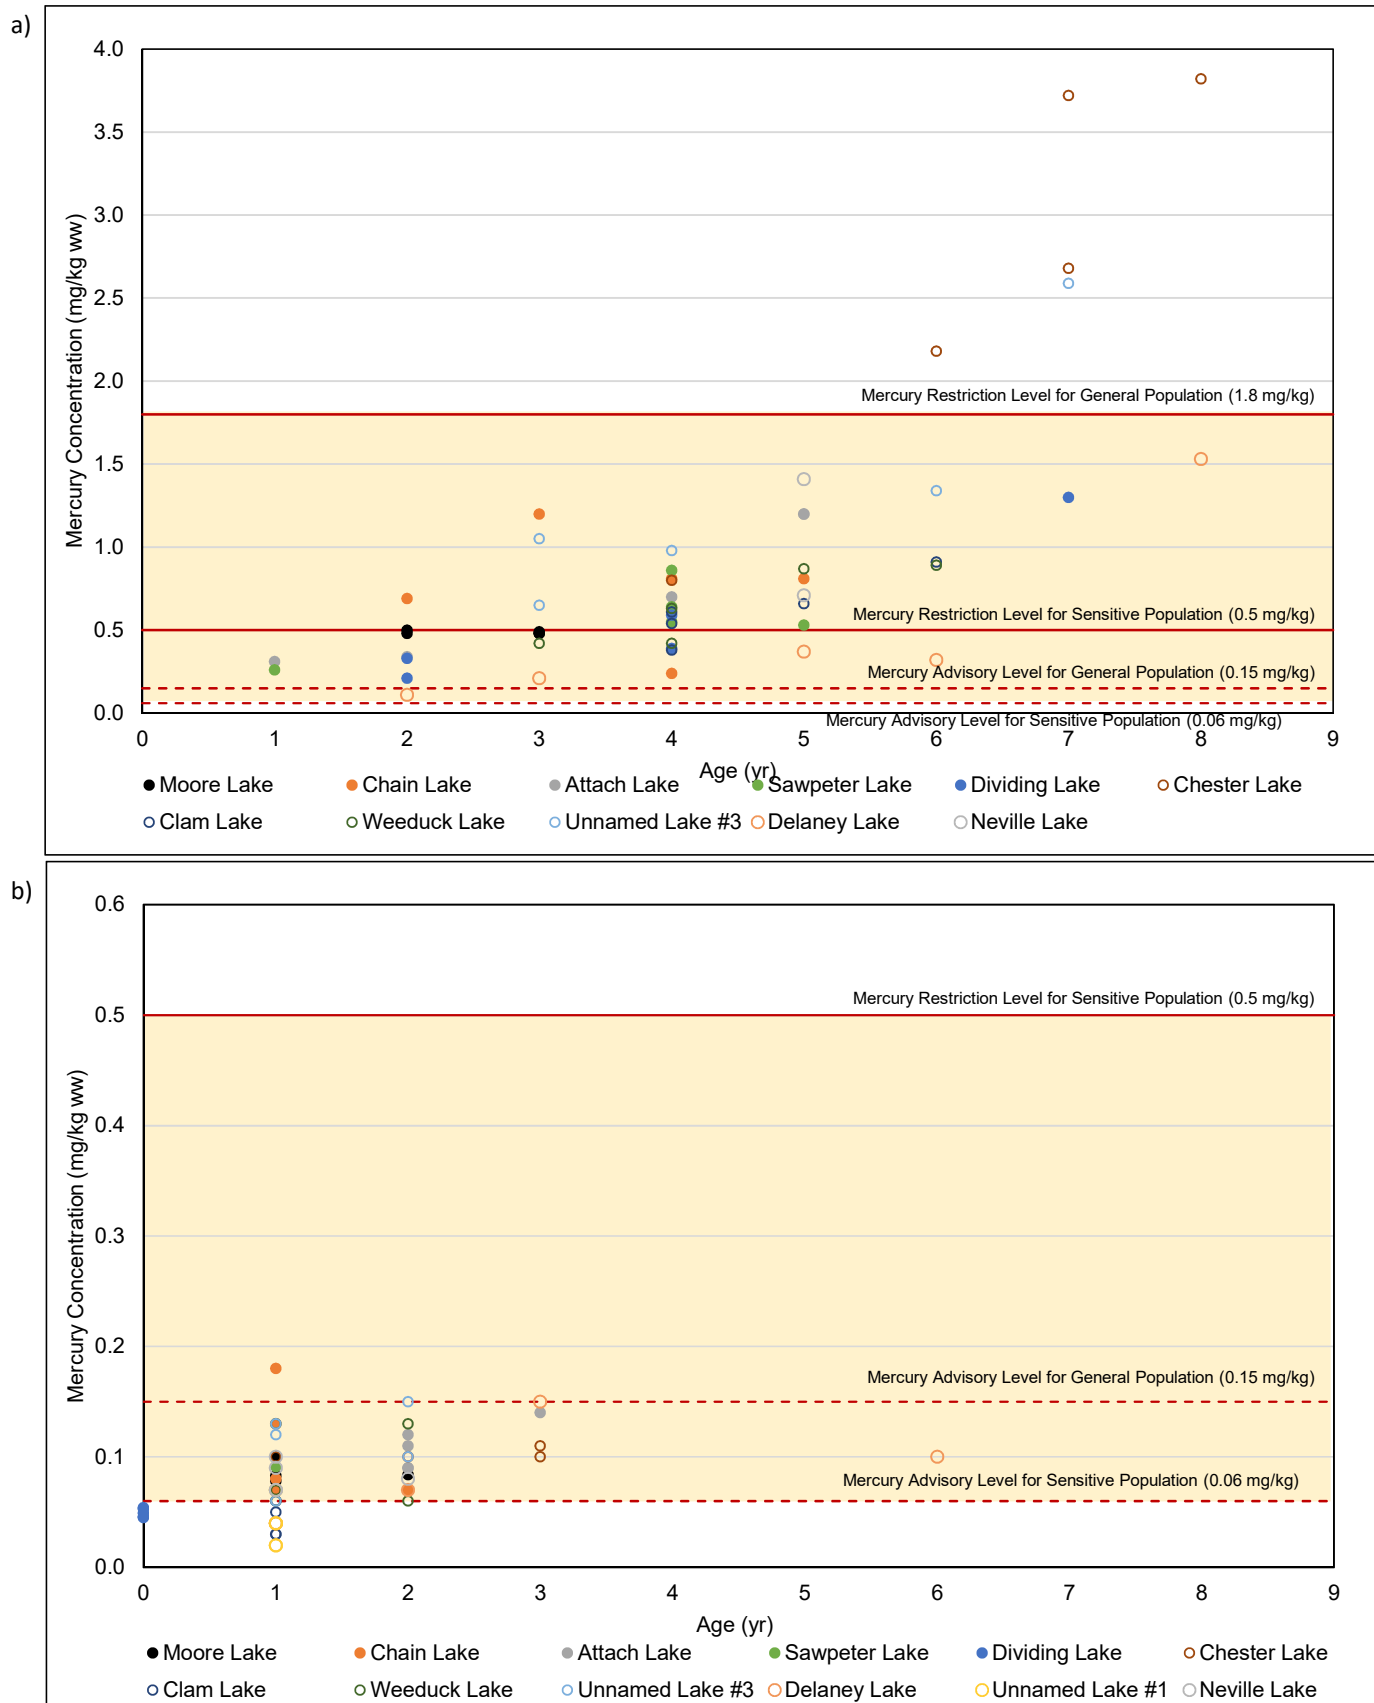 a)
4.0
3.5
3.0
2.5
2.0
1.5
1.0
0.5
0.0
Mercury Concentration (mg/kg ww)
Mercury Restriction Level for General Population (1.8 mg/kg)
Mercury Restriction Level for Sensitive Population (0.5 mg/kg)
Mercury Advisory Level for General Population (0.15 mg/kg)
Mercury Advisory Level for Sensitive Population (0.06 mg/kg)
0 1 2 3 4 5 6 7 8 9
Age (yr)
Moore Lake Chain Lake Attach Lake Sawpeter Lake Dividing Lake Chester Lake
Clam Lake Weeduck Lake Unnamed Lake #3 Delaney Lake Neville Lake
b)
0.6
0.5
0.4
0.3
0.2
0.1
0.0
Mercury Concentration (mg/kg ww)
Mercury Restriction Level for Sensitive Population (0.5 mg/kg)
Mercury Advisory Level for General Population (0.15 mg/kg)
Mercury Advisory Level for Sensitive Population (0.06 mg/kg)
0 1 2 3 4 5 6 7 8 9
Age (yr)
Moore Lake Chain Lake Attach Lake Sawpeter Lake Dividing Lake Chester Lake
Clam Lake Weeduck Lake Unnamed Lake #3 Delaney Lake Unnamed Lake #1 Neville Lake